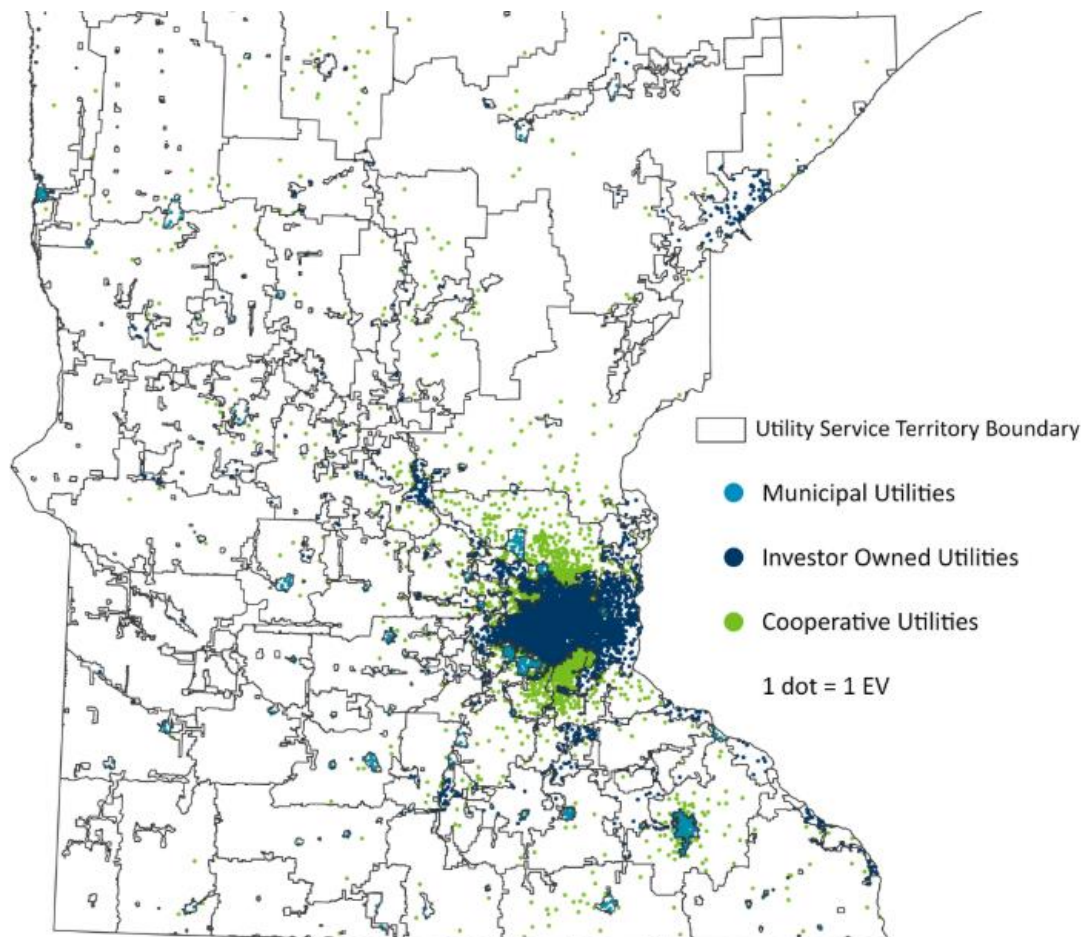 Utility Service Territory Boundary
Municipal Utilities
Investor Owned Utilities
Cooperative Utilities
1 dot = 1 EV